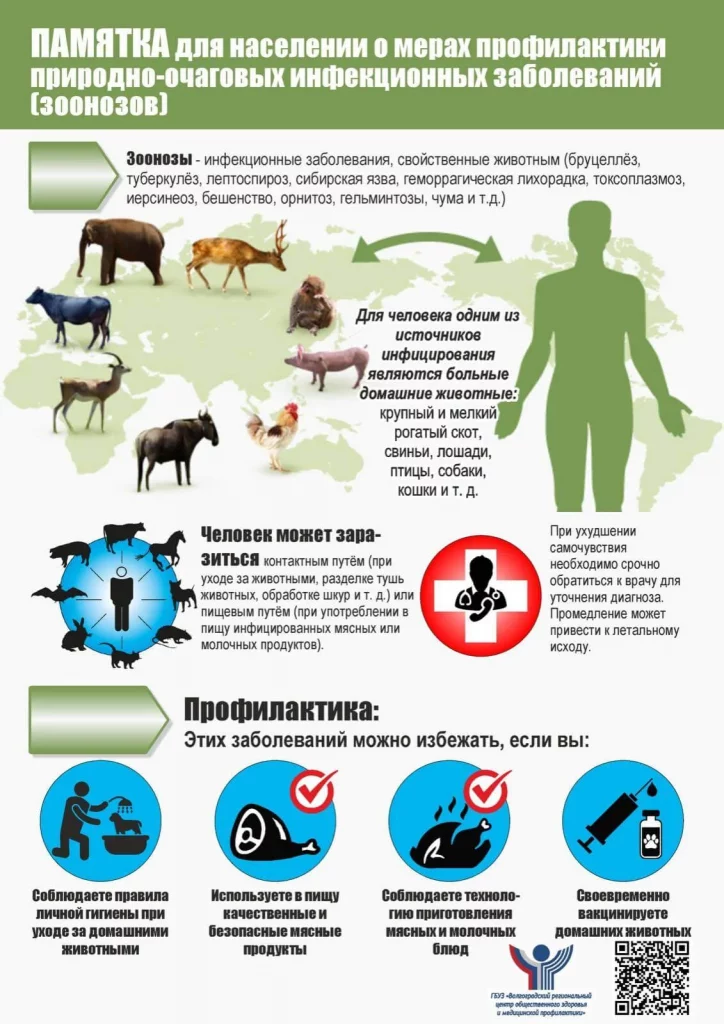 ПАМЯТКА для населении о мерах профилактики
природно-очаговых инфекционных заболеваний
(зоонозов)
Зоонозы - инфекционные заболевания, свойственные животным (бруцеллёз,
туберкулёз, лептоспироз, сибирская язва, геморрагическая лихорадка, токсоплазмоз,
иерсинеоз, бешенство, орнитоз, гельминтозы, чума и т.д.)
Для человека одним из
источников
инфицирования
являются больные
домашние животные:
крупный и мелкий
рогатый скот,
свиньи, лошади,
птицы, собаки,
кошки и т. д.
Человек может зара-
зиться контактным путём (при
уходе за животными, разделке тушь
животных, обработке шкур и т. д.) или
пищевым путём (при употреблении в
пищу инфицированных мясных или
молочных продуктов).
При ухудшении
самочувствия
необходимо срочно
обратиться к врачу для
уточнения диагноза.
Промедление может
привести к летальному
исходу.
Профилактика:
Этих заболеваний можно избежать, если вы:
Соблюдаете правила
личной гигиены при
уходе за домашними
животными
Используете в пищу
качественные и
безопасные мясные
продукты
Соблюдаете техноло-
гию приготовления
мясных и молочных
блюд
Своевременно
вакцинируете
домашних животных
ГБУЗ «Волгоградский региональный
центр общественного здоровья
и медицинской профилактики»